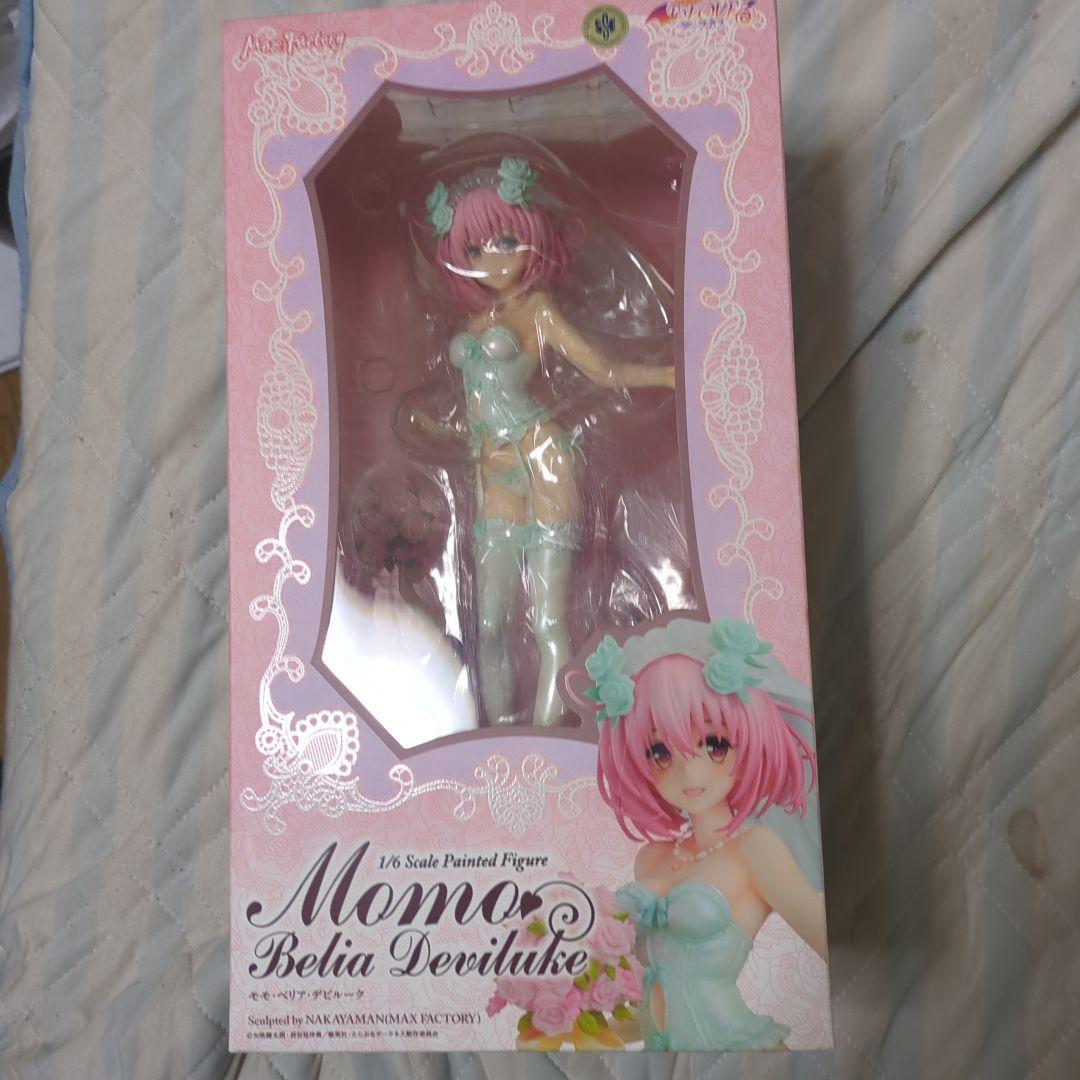 Max Factory
1/6 Scale Painted Figure
Momo
Belia Deviluke
モモ・ベリア・デビルーク
Sculpted by NAKAYAMAN(MAX FACTORY)